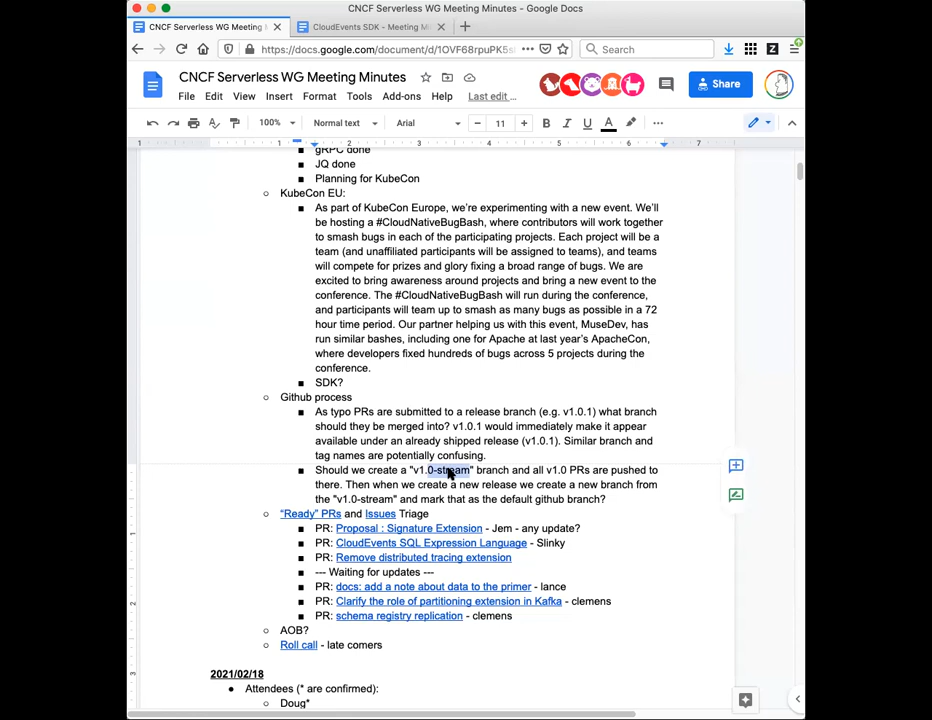 CNCF Serverless WG Meeting Minutes - Google Docs
CNCF Serverless WG Meeting
CloudEvents SDK - Meeting Mi
https://docs.google.com/document/d/1OVF68rpuPK5s
Search
CNCF Serverless WG Meeting Minutes
File Edit View Insert Format Tools Add-ons Help Last edit ...
Share
100% Normal text Arial 11 B I U A
1 1 2 3 4 5 6 7
gRPC done
JQ done
Planning for KubeCon
KubeCon EU:
As part of KubeCon Europe, we're experimenting with a new event. We'll
be hosting a #CloudNativeBugBash, where contributors will work together
to smash bugs in each of the participating projects. Each project will be a
team (and unaffiliated participants will be assigned to teams), and teams
will compete for prizes and glory fixing a broad range of bugs. We are
excited to bring awareness around projects and bring a new event to the
conference. The #CloudNativeBugBash will run during the conference,
and participants will team up to smash as many bugs as possible in a 72
hour time period. Our partner helping us with this event, MuseDev, has
run similar bashes, including one for Apache at last year's ApacheCon,
where developers fixed hundreds of bugs across 5 projects during the
conference.
SDK?
Github process
As typo PRs are submitted to a release branch (e.g. v1.0.1) what branch
should they be merged into? v1.0.1 would immediately make it appear
available under an already shipped release (v1.0.1). Similar branch and
tag names are potentially confusing.
Should we create a "v1.0-stream" branch and all v1.0 PRs are pushed to
there. Then when we create a new release we create a new branch from
the "v1.0-stream" and mark that as the default github branch?
"Ready" PRs and Issues Triage
PR: Proposal : Signature Extension - Jem - any update?
PR: CloudEvents SQL Expression Language - Slinky
PR: Remove distributed tracing extension
--- Waiting for updates ---
PR: docs: add a note about data to the primer - lance
PR: Clarify the role of partitioning extension in Kafka - clemens
PR: schema registry replication - clemens
AOB?
Roll call - late comers
2021/02/18
Attendees (* are confirmed):
Doug*